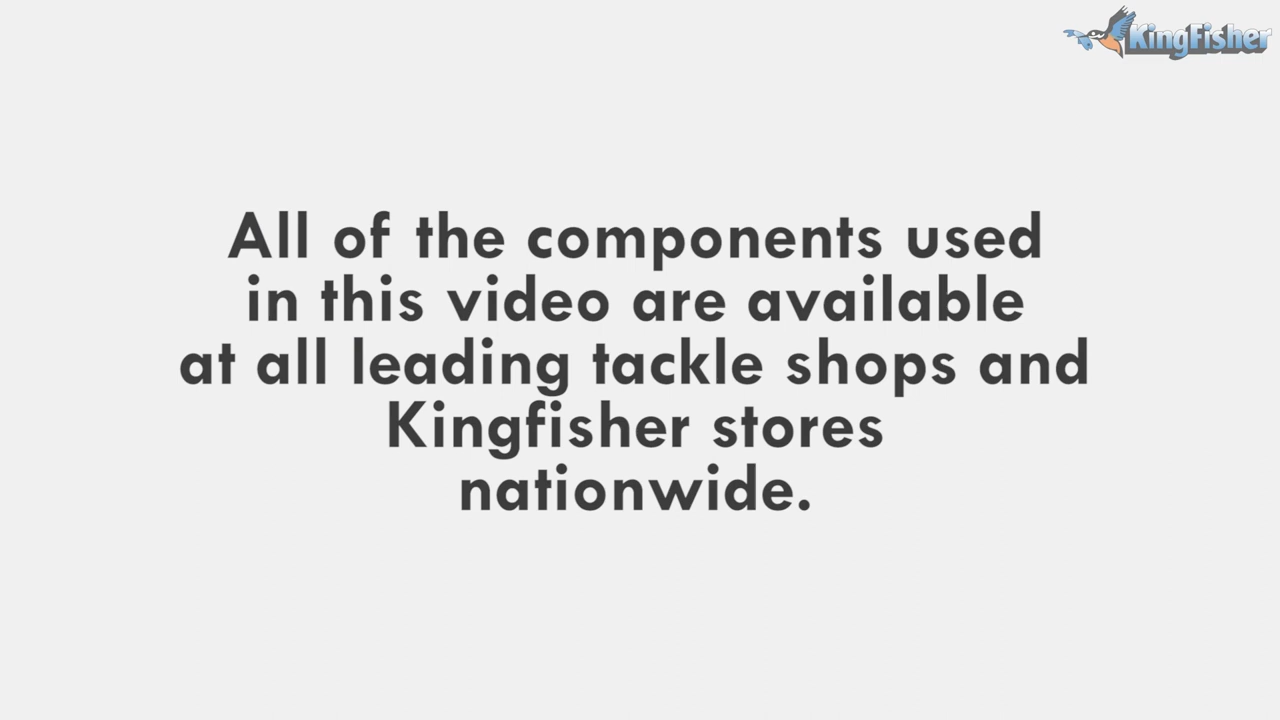 KingFisher
All of the components used
in this video are available
at all leading tackle shops and
Kingfisher stores
nationwide.